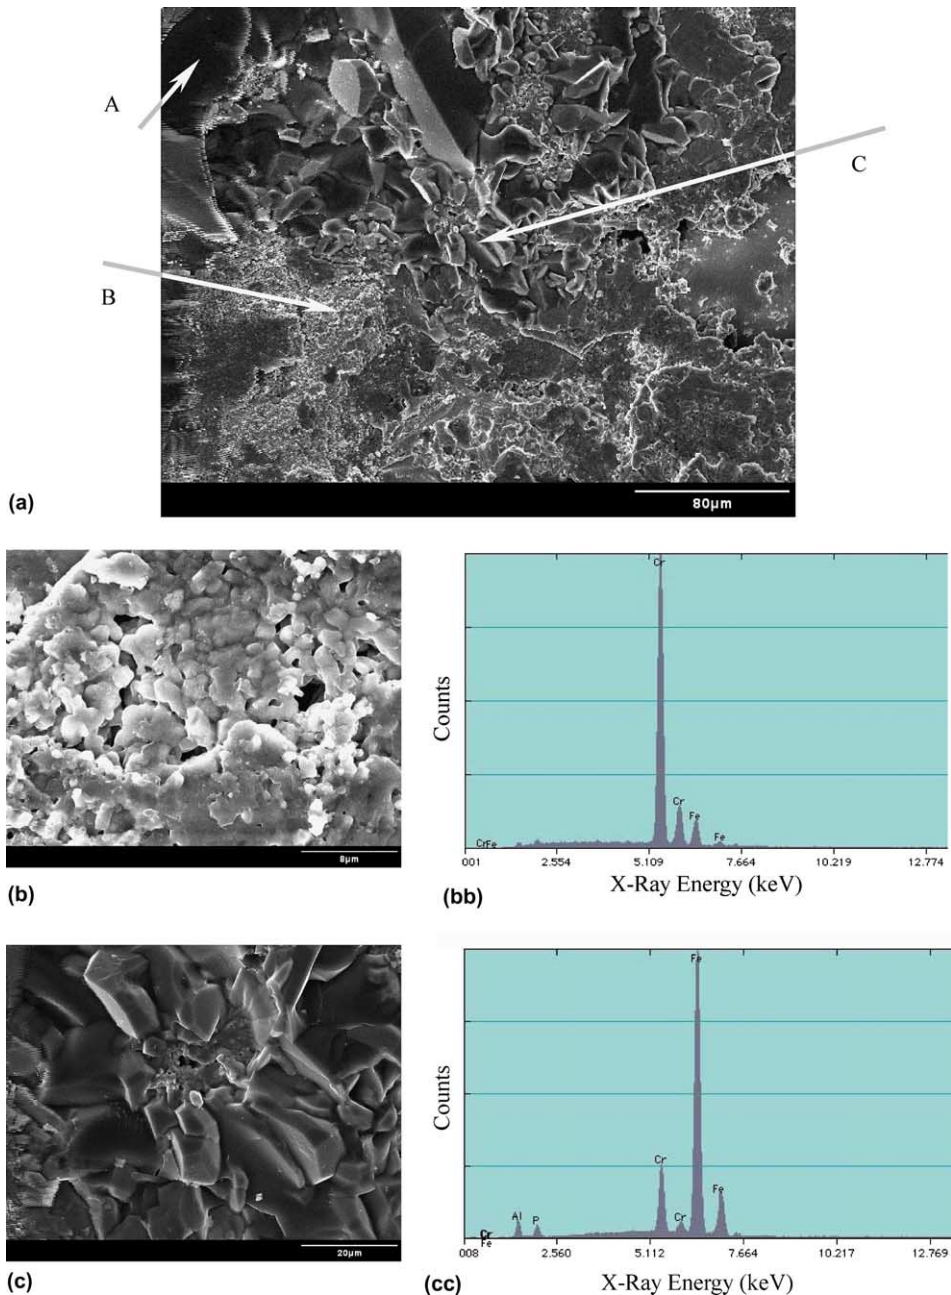 A
C
B
(a)
80µm
Cr
Counts
Cr
Fe
CrFe
8µm
001 2.554 5.109 7.664 10.219 12.774
(b)
(bb)
X-Ray Energy (keV)
Fe
Counts
Cr
Fe
Al
P
Cr
Cr
Fe
20µm
008 2.560 5.112 7.664 10.217 12.769
(c)
(cc)
X-Ray Energy (keV)